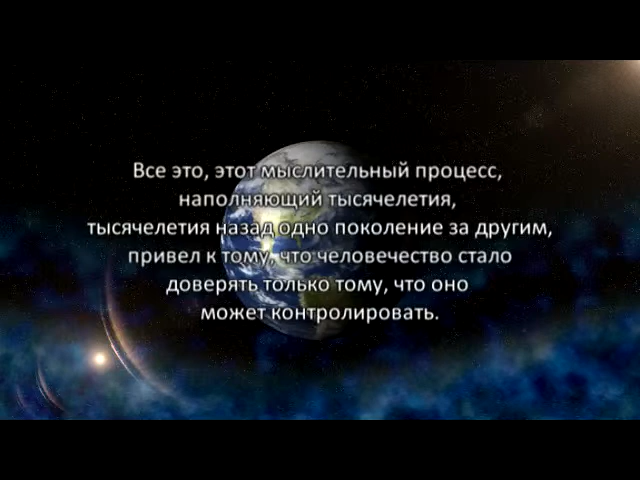 Все это, этот мыслительный процесс,
наполняющий тысячелетия,
тысячелетия назад одно поколение за другим,
привел к тому, что человечество стало
доверять только тому, что оно
может контролировать.